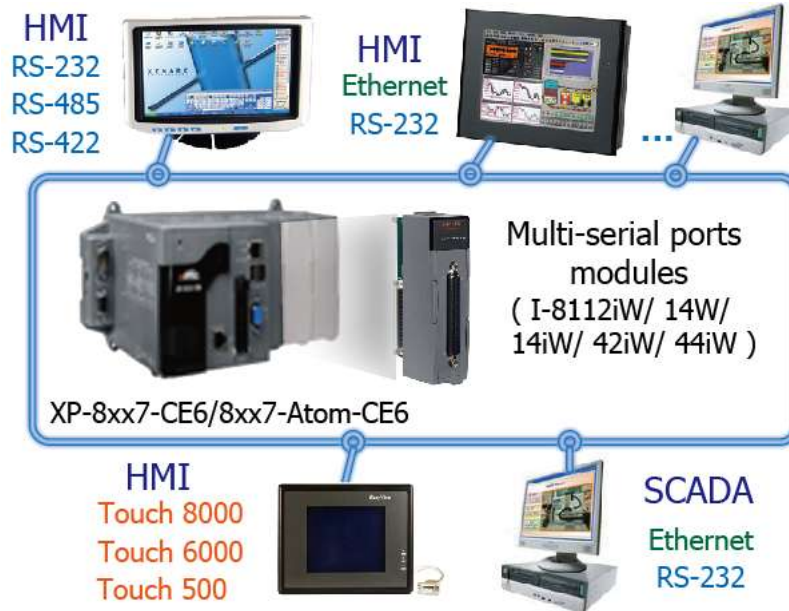 HMI
RS-232
RS-485
RS-422
HMI
Ethernet
RS-232
...
XENARC
Multi-serial ports
modules
( I-8112iW/ 14W/
14iW/ 42iW/ 44iW )
XP-8xx7-CE6/8xx7-Atom-CE6
HMI
Touch 8000
Touch 6000
Touch 500
SCADA
Ethernet
RS-232